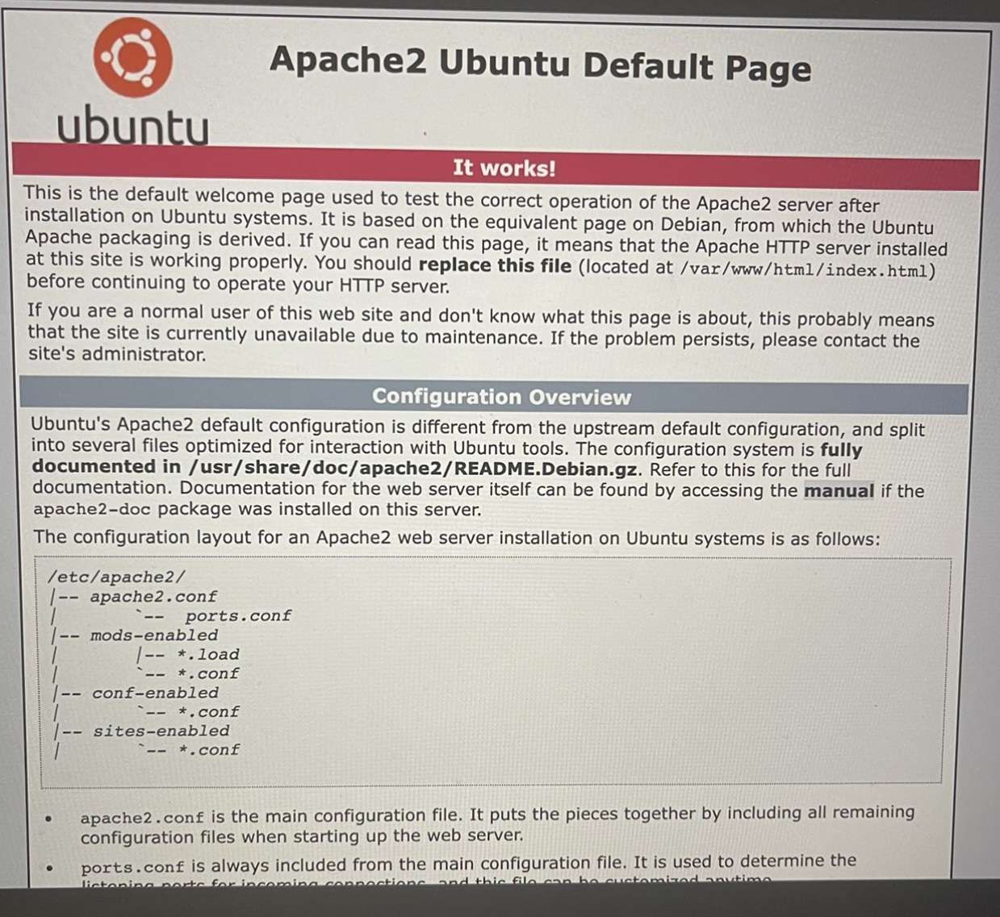 ubuntu
Apache2 Ubuntu Default Page
It works!
This is the default welcome page used to test the correct operation of the Apache2 server after
installation on Ubuntu systems. It is based on the equivalent page on Debian, from which the Ubuntu
Apache packaging is derived. If you can read this page, it means that the Apache HTTP server installed
at this site is working properly. You should replace this file (located at /var/www/html/index.html)
before continuing to operate your HTTP server.
If you are a normal user of this web site and don't know what this page is about, this probably means
that the site is currently unavailable due to maintenance. If the problem persists, please contact the
site's administrator.
Configuration Overview
Ubuntu's Apache2 default configuration is different from the upstream default configuration, and split
into several files optimized for interaction with Ubuntu tools. The configuration system is fully
documented in /usr/share/doc/apache2/README.Debian.gz. Refer to this for the full
documentation. Documentation for the web server itself can be found by accessing the manual if the
apache2-doc package was installed on this server.
The configuration layout for an Apache2 web server installation on Ubuntu systems is as follows:
/etc/apache2/
|-- apache2.conf
|       `--  ports.conf
|-- mods-enabled
|       |-- *.load
|       `-- *.conf
|-- conf-enabled
|       `-- *.conf
|-- sites-enabled
|       `-- *.conf
• apache2.conf is the main configuration file. It puts the pieces together by including all remaining
configuration files when starting up the web server.
• ports.conf is always included from the main configuration file. It is used to determine the
listening ports for incoming connections, and this file can be customized anytime.